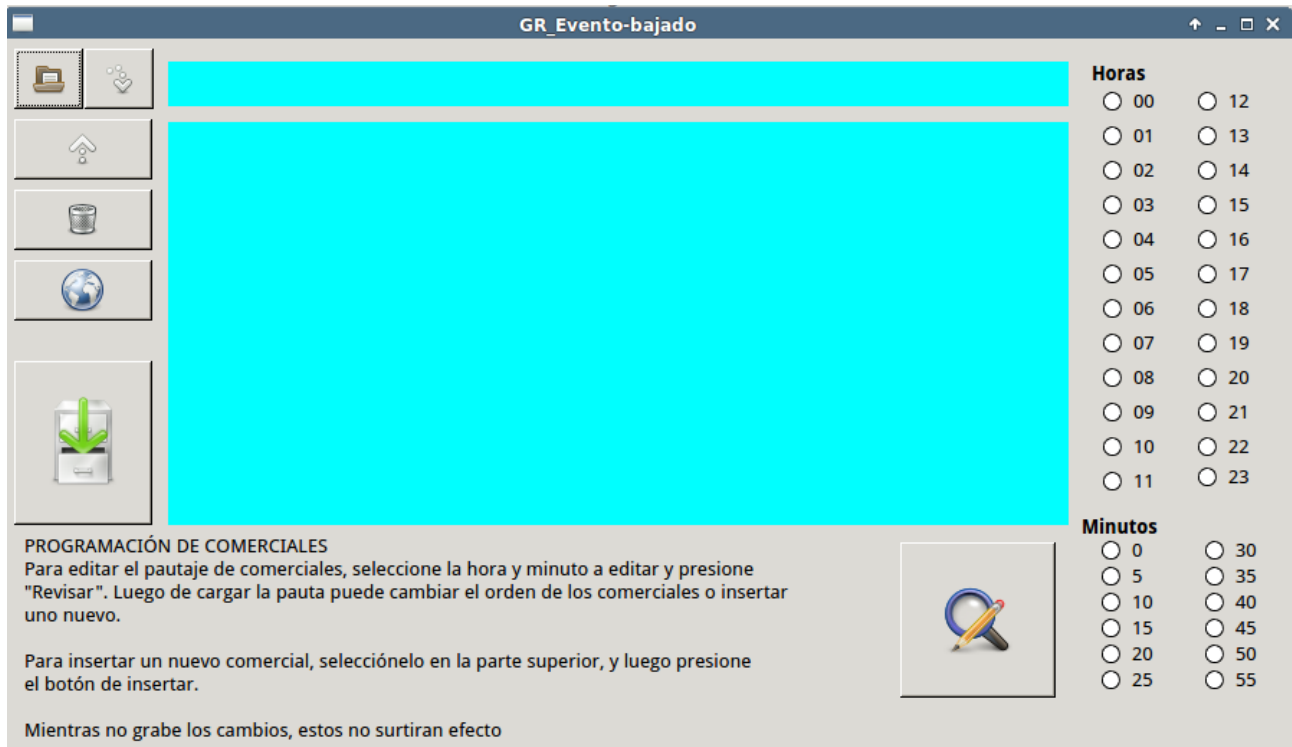 GR_Evento-bajado
Horas
00 12
01 13
02 14
03 15
04 16
05 17
06 18
07 19
08 20
09 21
10 22
11 23
Minutos
0 30
5 35
10 40
15 45
20 50
25 55
PROGRAMACIÓN DE COMERCIALES
Para editar el pautaje de comerciales, seleccione la hora y minuto a editar y presione
"Revisar". Luego de cargar la pauta puede cambiar el orden de los comerciales o insertar
uno nuevo.
Para insertar un nuevo comercial, selecciónelo en la parte superior, y luego presione
el botón de insertar.
Mientras no grabe los cambios, estos no surtiran efecto